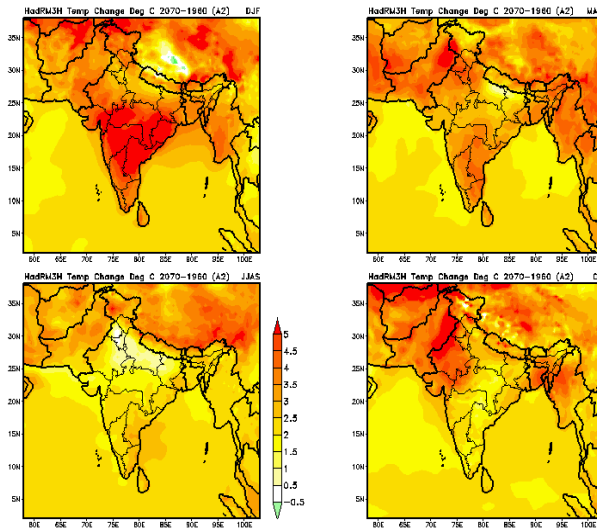 HadRM3H Temp Change Deg C 2070-1960 (A2) DJF
35N
30N
25N
20N
15N
10N
5N
60E 65E 70E 75E 80E 85E 90E 95E 100E
HadRM3H Temp Change Deg C 2070-1960 (A2) MA
35N
30N
25N
20N
15N
10N
5N
60E 65E 70E 75E 80E 85E 90E 95E 100E
HadRM3H Temp Change Deg C 2070-1960 (A2) JJAS
35N
30N
25N
20N
15N
10N
5N
60E 65E 70E 75E 80E 85E 90E 95E 100E
5
4.5
4
3.5
3
2.5
2
1.5
1
0.5
-0.5
HadRM3H Temp Change Deg C 2070-1960 (A2)
35N
30N
25N
20N
15N
10N
5N
60E 65E 70E 75E 80E 85E 90E 95E 100E